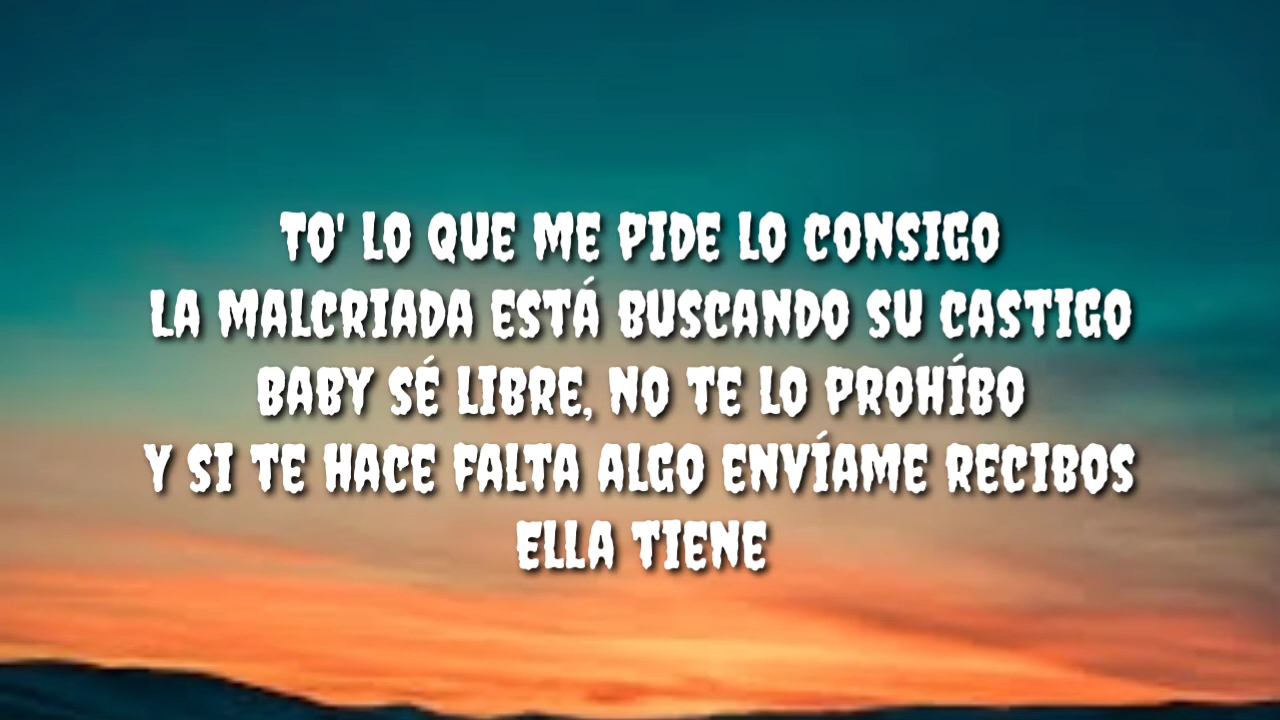 TO' LO QUE ME PIDE LO CONSIGO
LA MALCRIADA ESTÁ BUSCANDO SU CASTIGO
BABY SÉ LIBRE, NO TE LO PROHÍBO
Y SI TE HACE FALTA ALGO ENVÍAME RECIBOS
ELLA TIENE